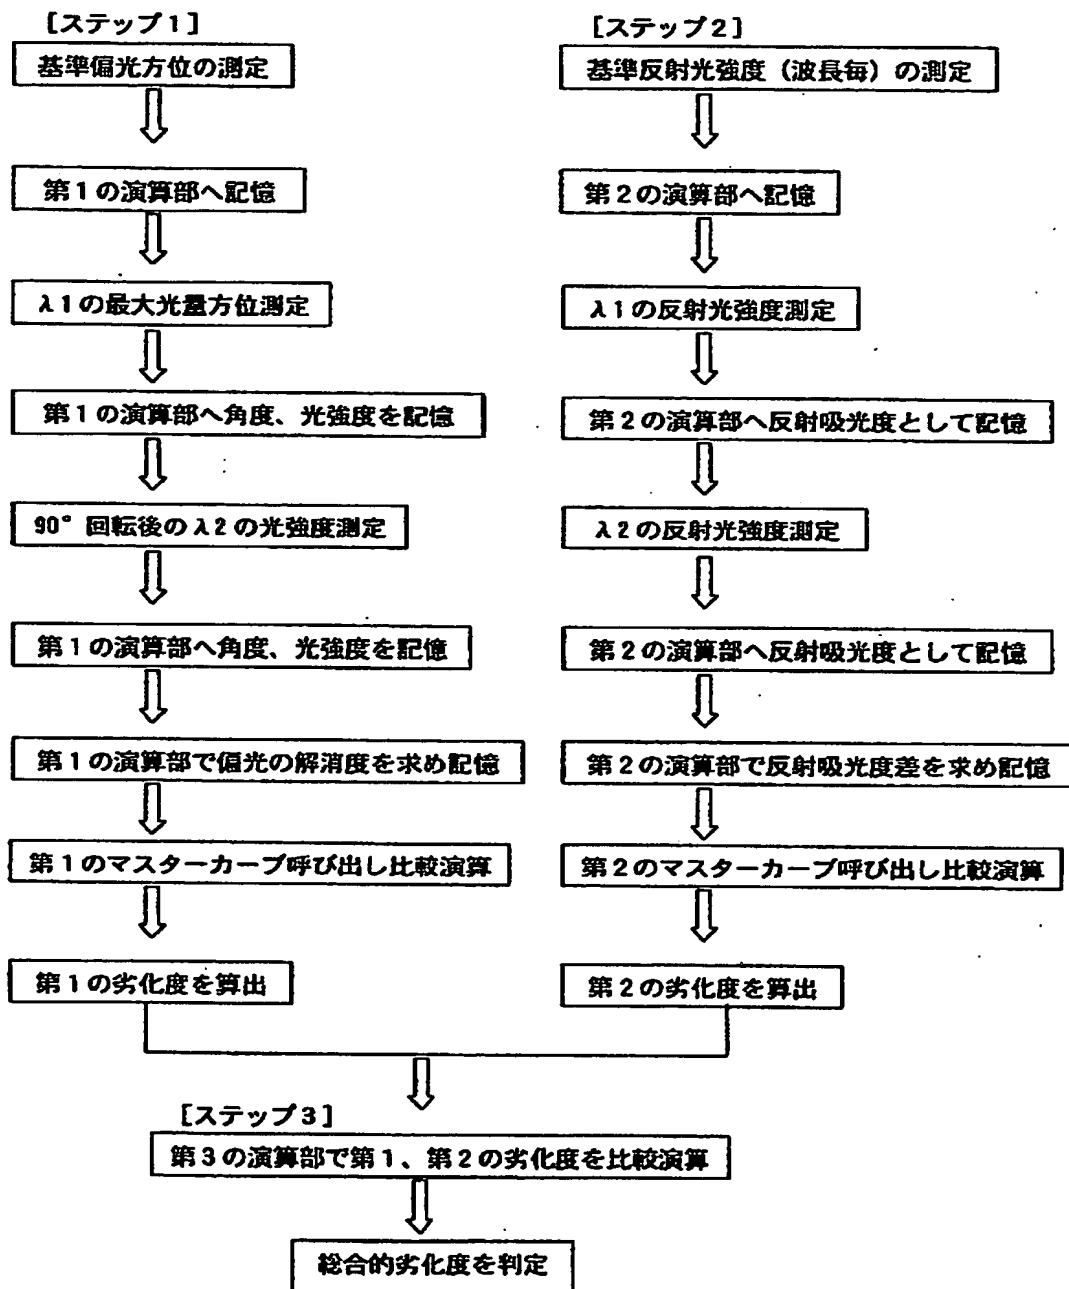 [ステップ1]
基準偏光方位の測定
第1の演算部へ記憶
λ1の最大光量方位測定
第1の演算部へ角度、光強度を記憶
90°回転後のλ2の光強度測定
第1の演算部へ角度、光強度を記憶
第1の演算部で偏光の解消度を求め記憶
第1のマスターカーブ呼び出し比較演算
第1の劣化度を算出
[ステップ2]
基準反射光強度(波長毎)の測定
第2の演算部へ記憶
λ1の反射光強度測定
第2の演算部へ反射吸光度として記憶
λ2の反射光強度測定
第2の演算部へ反射吸光度として記憶
第2の演算部で反射吸光度差を求め記憶
第2のマスターカーブ呼び出し比較演算
第2の劣化度を算出
[ステップ3]
第3の演算部で第1、第2の劣化度を比較演算
総合的劣化度を判定